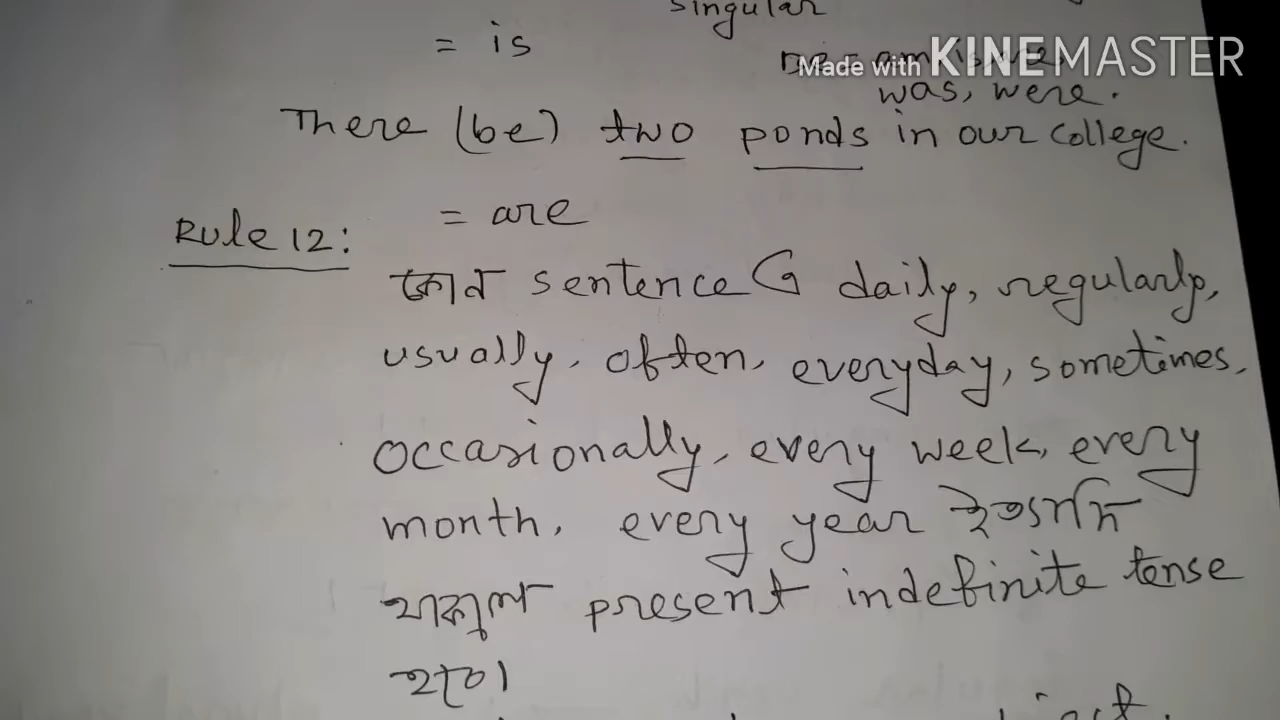 singular
= is
Made with KINEMASTER
was, were.
There (be) two ponds in our college.
= are
Rule 12:
কোন sentence এ daily, regularly,
usually, often, everyday, sometimes,
occasionally, every week, every
month, every year ইত্যাদি
থাকলে present indefinite tense
হবে।